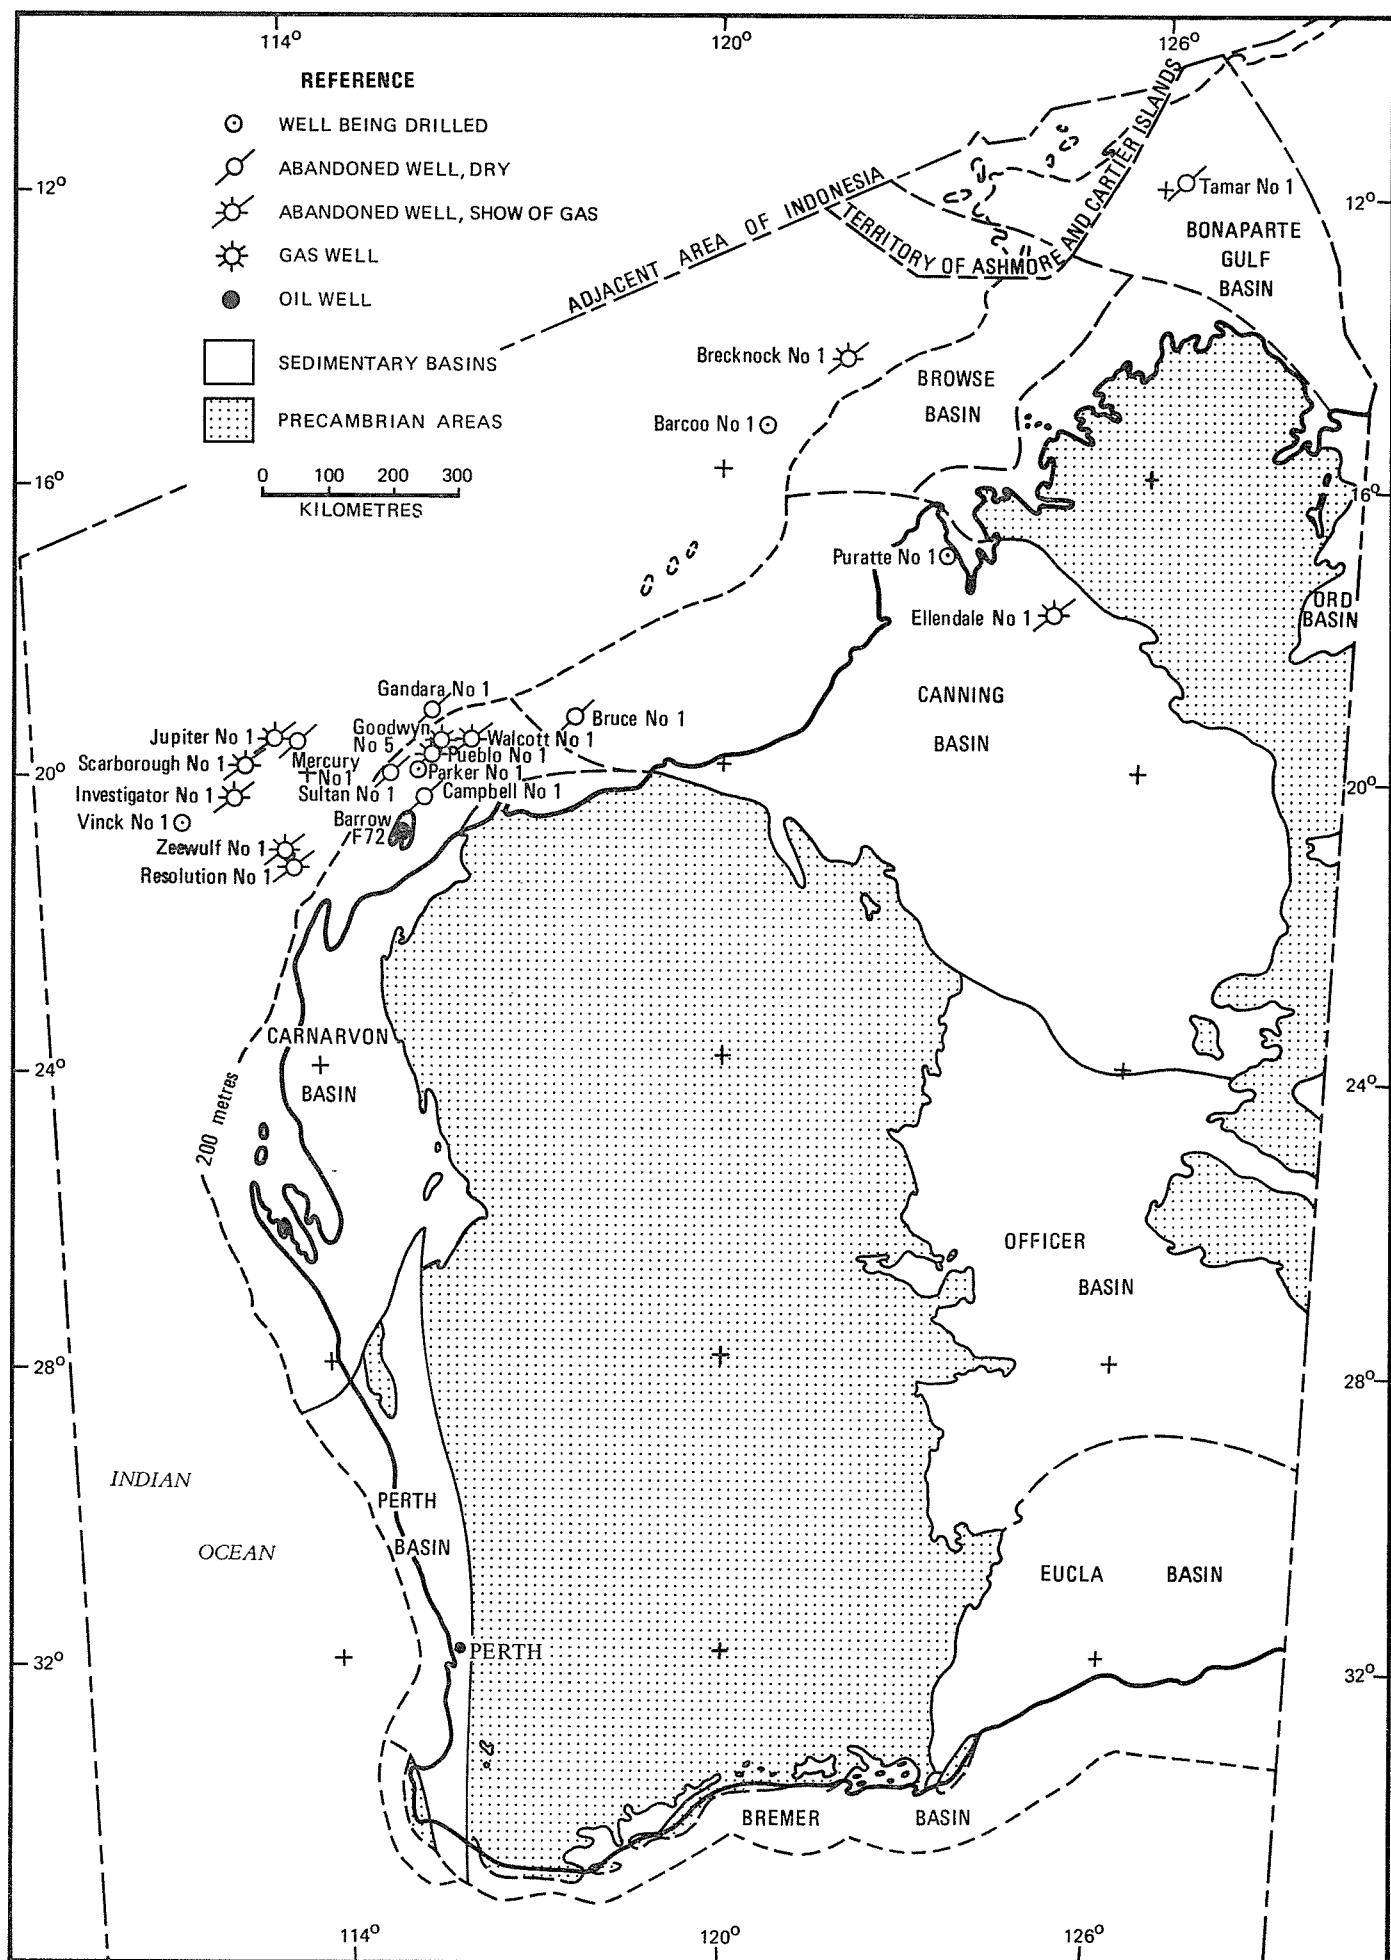 114°
120°
126°
REFERENCE
WELL BEING DRILLED
ABANDONED WELL, DRY
ABANDONED WELL, SHOW OF GAS
GAS WELL
OIL WELL
SEDIMENTARY BASINS
PRECAMBRIAN AREAS
0 100 200 300
KILOMETRES
12°
12°
ADJACENT AREA OF INDONESIA
TERRITORY OF ASHMORE AND CARTIER ISLANDS
Tamar No 1
BONAPARTE
GULF
BASIN
Brecknock No 1
BROWSE
BASIN
Barcoo No 1
16°
16°
Puratte No 1
Ellendale No 1
ORD
BASIN
CANNING
BASIN
Gandara No 1
Bruce No 1
Goodwyn
No 5
Walcott No 1
Jupiter No 1
Pueblo No 1
Scarborough No 1
Mercury
No 1
Parker No 1
20°
20°
Investigator No 1
Sultan No 1
Campbell No 1
Vinck No 1
Barrow
F72
Zeewulf No 1
Resolution No 1
CARNARVON
BASIN
24°
24°
200 metres
OFFICER
BASIN
28°
28°
INDIAN
OCEAN
PERTH
BASIN
EUCLA BASIN
PERTH
32°
32°
BREMER BASIN
114°
120°
126°